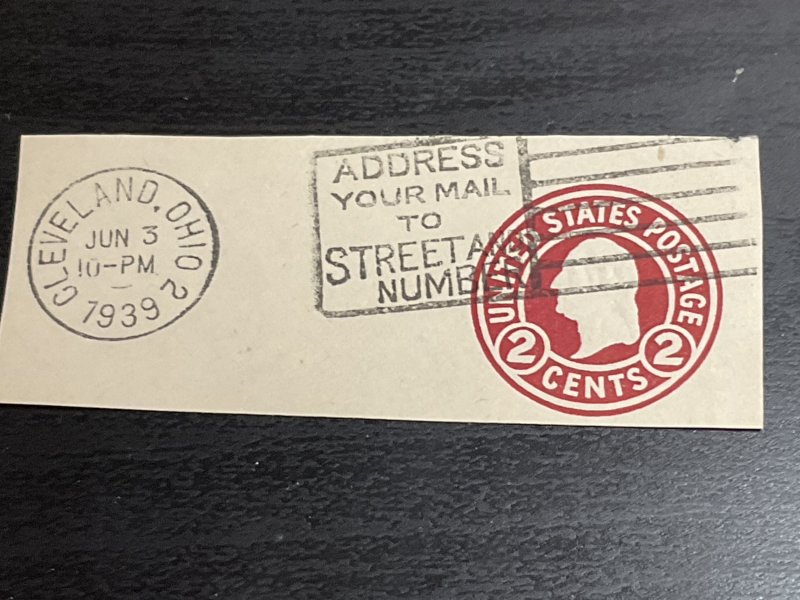 CLEVELAND, OHIO 2
JUN 3
10-PM
1939
ADDRESS
YOUR MAIL
TO
STREET AND
NUMBER
UNITED STATES POSTAGE
2 CENTS 2